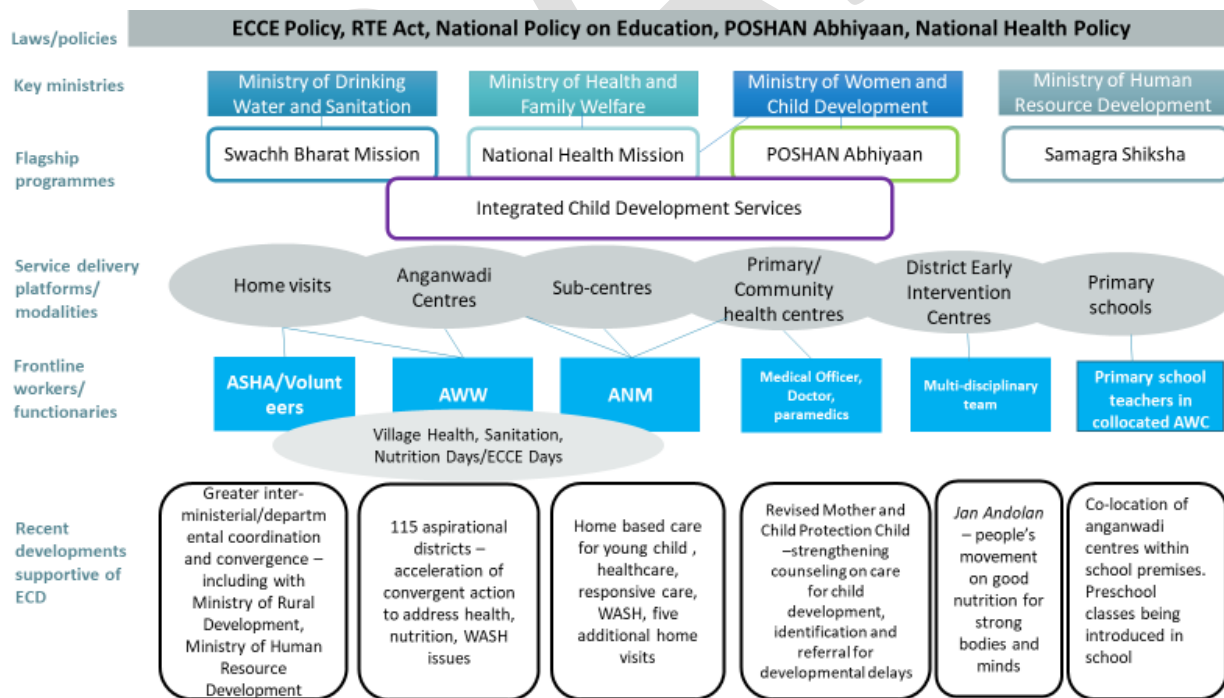 Laws/policies
ECCE Policy, RTE Act, National Policy on Education, POSHAN Abhiyaan, National Health Policy
Key ministries
Ministry of Drinking
Water and Sanitation
Ministry of Health and
Family Welfare
Ministry of Women and
Child Development
Ministry of Human
Resource Development
Flagship
programmes
Swachh Bharat Mission
National Health Mission
POSHAN Abhiyaan
Samagra Shiksha
Integrated Child Development Services
Service delivery
platforms/
modalities
Home visits
Anganwadi
Centres
Sub-centres
Primary/
Community
health centres
District Early
Intervention
Centres
Primary
schools
Frontline
workers/
functionaries
ASHA/Volunt
eers
AWW
ANM
Medical Officer,
Doctor,
paramedics
Multi-disciplinary
team
Primary school
teachers in
collocated AWC
Village Health, Sanitation,
Nutrition Days/ECCE Days
Recent
developments
supportive of
ECD
Greater inter-
ministerial/departm
ental coordination
and convergence –
including with
Ministry of Rural
Development,
Ministry of Human
Resource
Development
115 aspirational
districts –
acceleration of
convergent action
to address health,
nutrition, WASH
issues
Home based care
for young child ,
healthcare,
responsive care,
WASH, five
additional home
visits
Revised Mother and
Child Protection Child
–strengthening
counseling on care
for child
development,
identification and
referral for
developmental delays
Jan Andolan
– people's
movement
on good
nutrition for
strong
bodies and
minds
Co-location of
anganwadi
centres within
school premises.
Preschool
classes being
introduced in
school